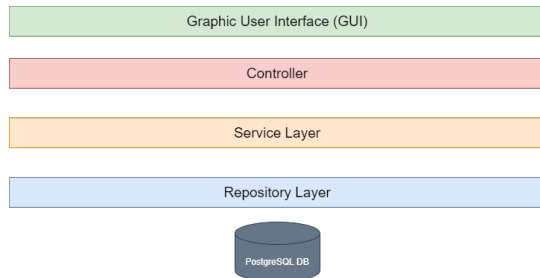 Graphic User Interface (GUI)
Controller
Service Layer
Repository Layer
PostgreSQL DB